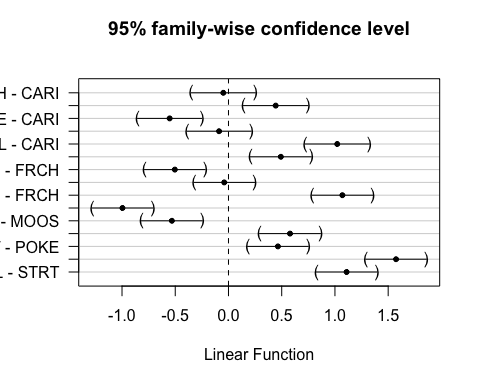 95% family-wise confidence level
H - CARI
E - CARI
L - CARI
- FRCH
- FRCH
- MOOS
- POKE
- STRT
-1.0 -0.5 0.0 0.5 1.0 1.5
Linear Function